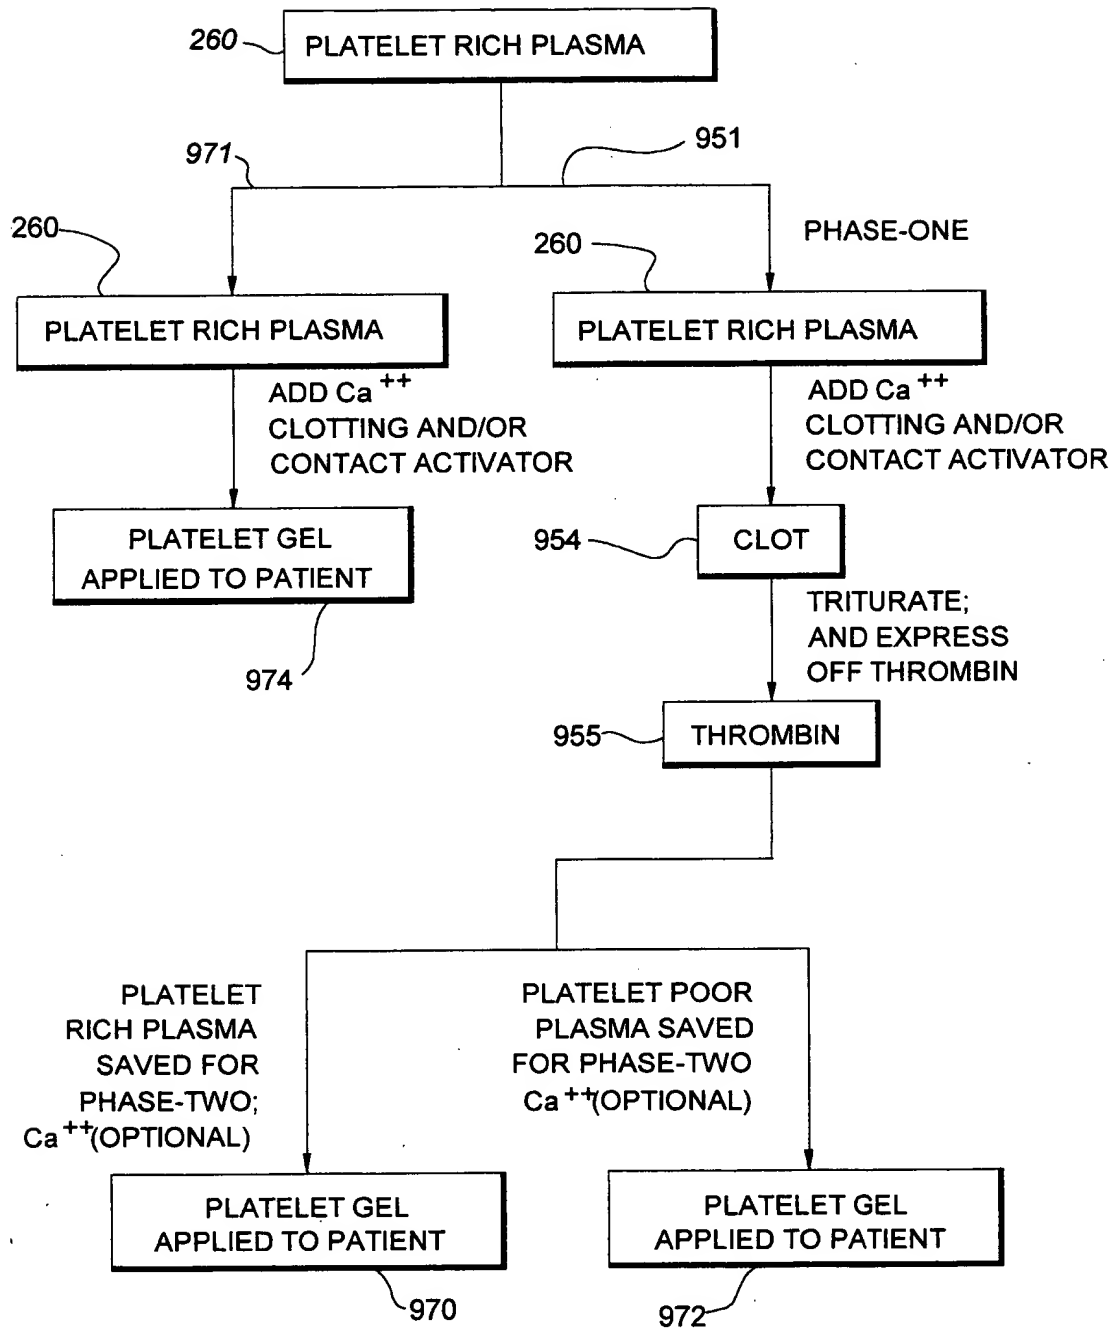 260
PLATELET RICH PLASMA
971
951
260
260
PHASE-ONE
PLATELET RICH PLASMA
PLATELET RICH PLASMA
ADD Ca++
CLOTTING AND/OR
CONTACT ACTIVATOR
ADD Ca++
CLOTTING AND/OR
CONTACT ACTIVATOR
PLATELET GEL
APPLIED TO PATIENT
974
954
CLOT
TRITURATE;
AND EXPRESS
OFF THROMBIN
955
THROMBIN
PLATELET
RICH PLASMA
SAVED FOR
PHASE-TWO;
Ca++(OPTIONAL)
PLATELET POOR
PLASMA SAVED
FOR PHASE-TWO
Ca++(OPTIONAL)
PLATELET GEL
APPLIED TO PATIENT
970
PLATELET GEL
APPLIED TO PATIENT
972